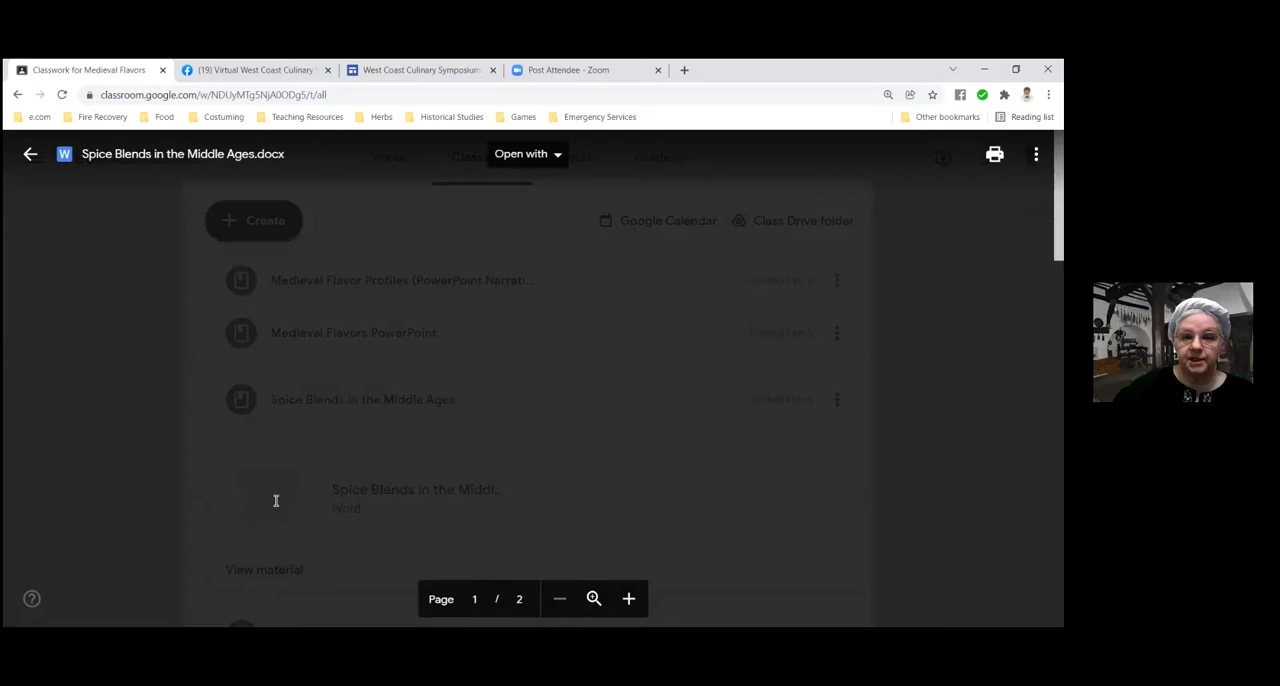 Classwork for Medieval Flavors
(19) Virtual West Coast Culinary
West Coast Culinary Symposium
Post Attendee - Zoom
classroom.google.com/w/NDUyMTg5NjA0ODg5/t/all
e.com
Fire Recovery
Food
Costuming
Teaching Resources
Herbs
Historical Studies
Games
Emergency Services
Other bookmarks
Reading list
W
Spice Blends in the Middle Ages.docx
Open with
+ Create
Google Calendar
Class Drive folder
Medieval Flavor Profiles (PowerPoint Narrati...
Medieval Flavors PowerPoint
Spice Blends in the Middle Ages
Spice Blends in the Middl...
Word
View material
Page 1 / 2